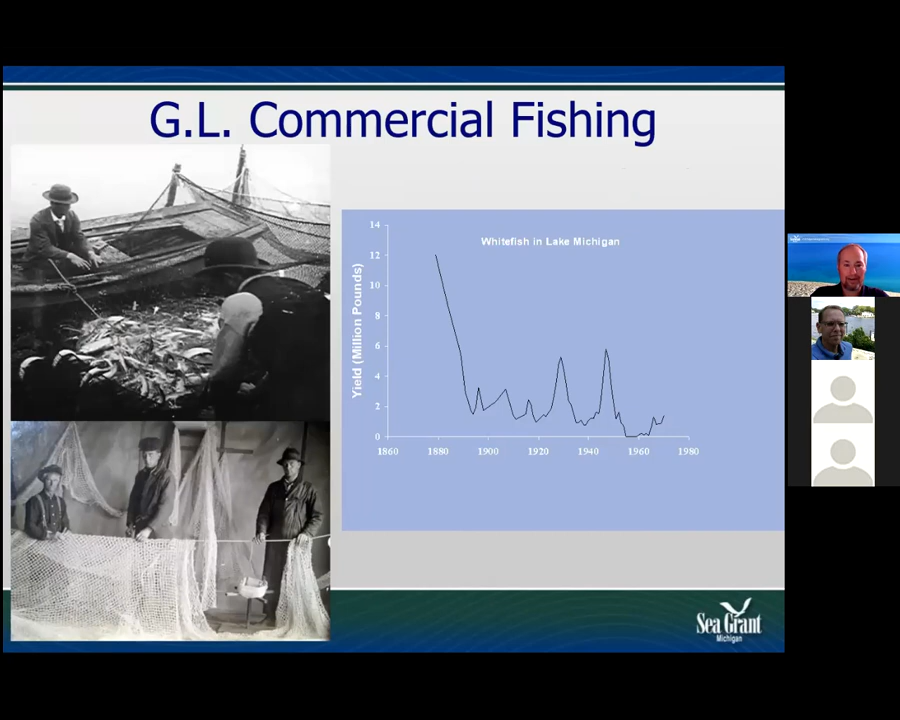 G.L. Commercial Fishing
Whitefish in Lake Michigan
Yield (Million Pounds)
14
12
10
8
6
4
2
0
1860 1880 1900 1920 1940 1960 1980
Sea Grant
Michigan